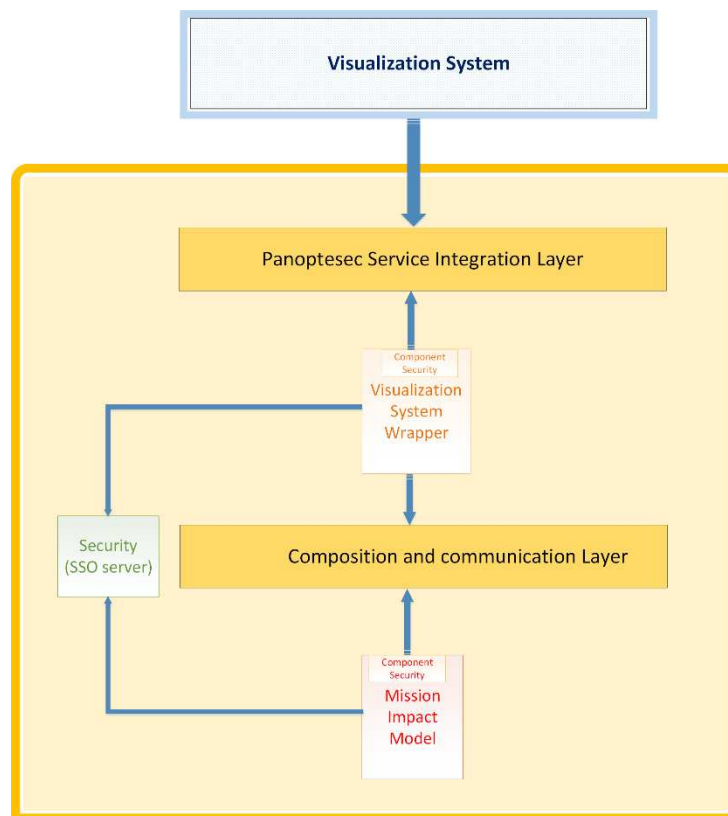 Visualization System
Panoptesec Service Integration Layer
Component
Security
Visualization
System
Wrapper
Security
(SSO server)
Composition and communication Layer
Component
Security
Mission
Impact
Model